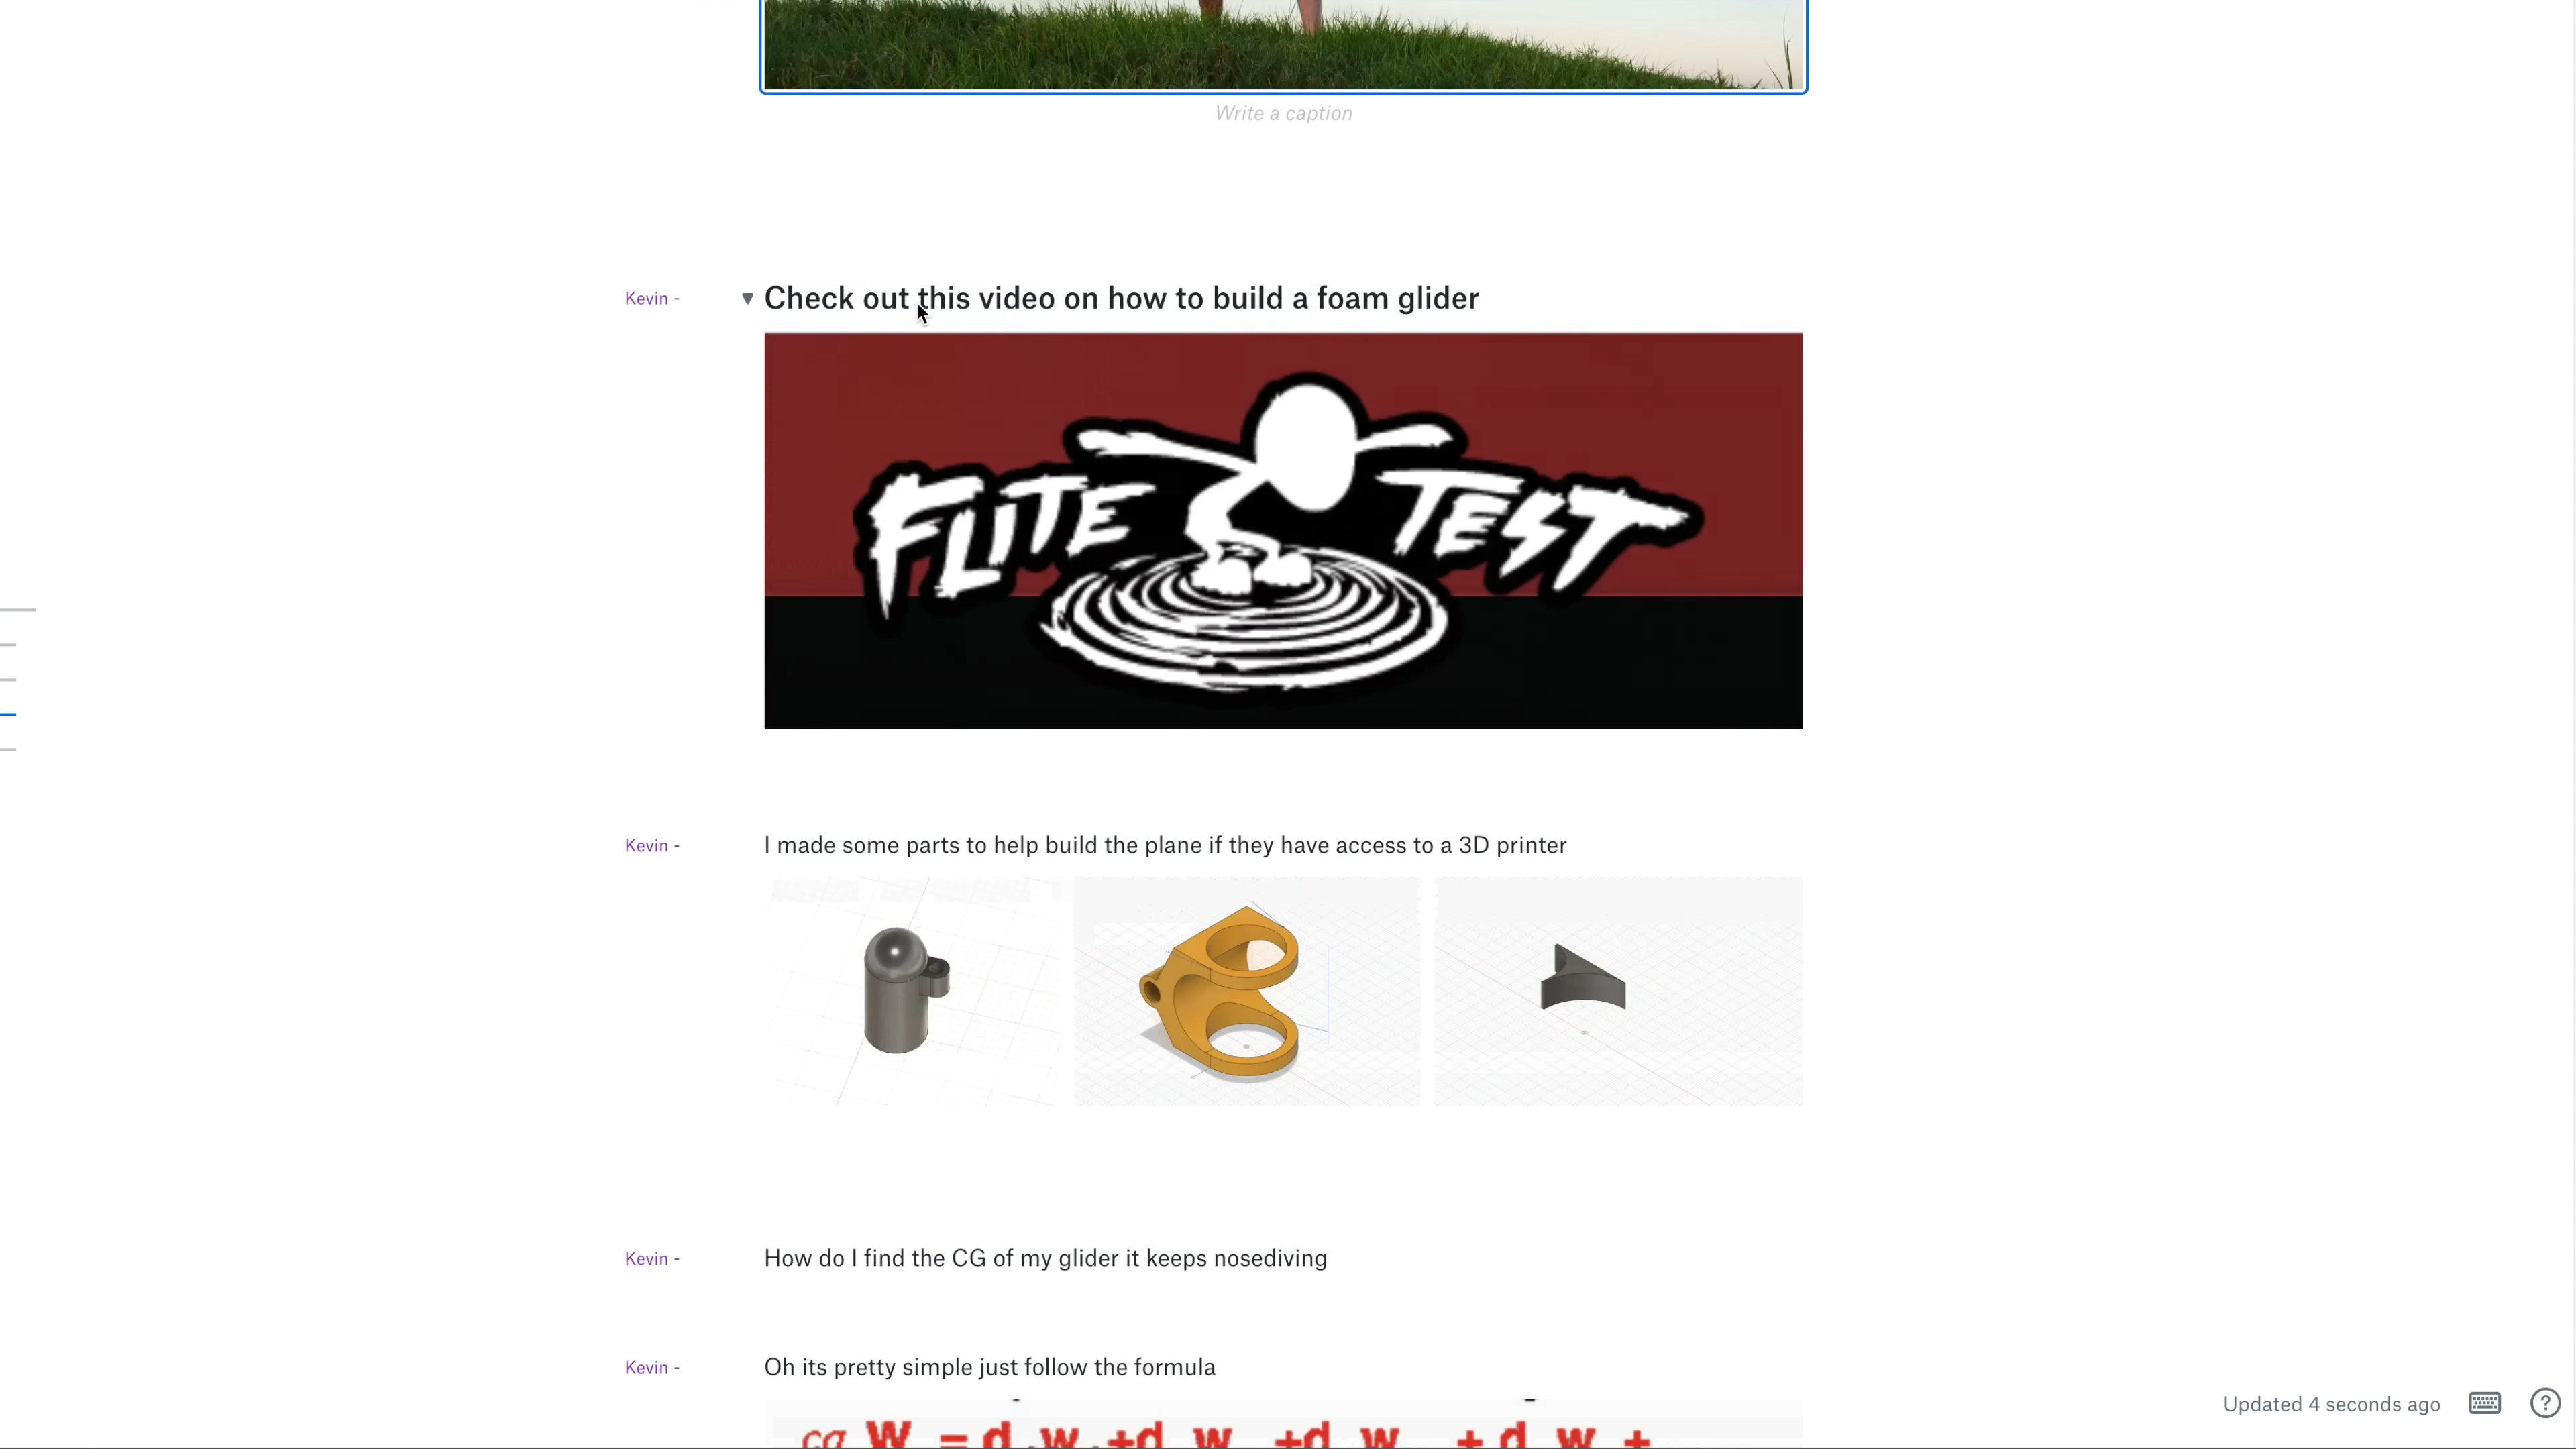 Write a caption
Kevin -
Check out this video on how to build a foam glider
FLITE TEST
Kevin -
I made some parts to help build the plane if they have access to a 3D printer
Kevin -
How do I find the CG of my glider it keeps nosediving
Kevin -
Oh its pretty simple just follow the formula
Updated 4 seconds ago
?
cg W = d w + d w + d w + d w +